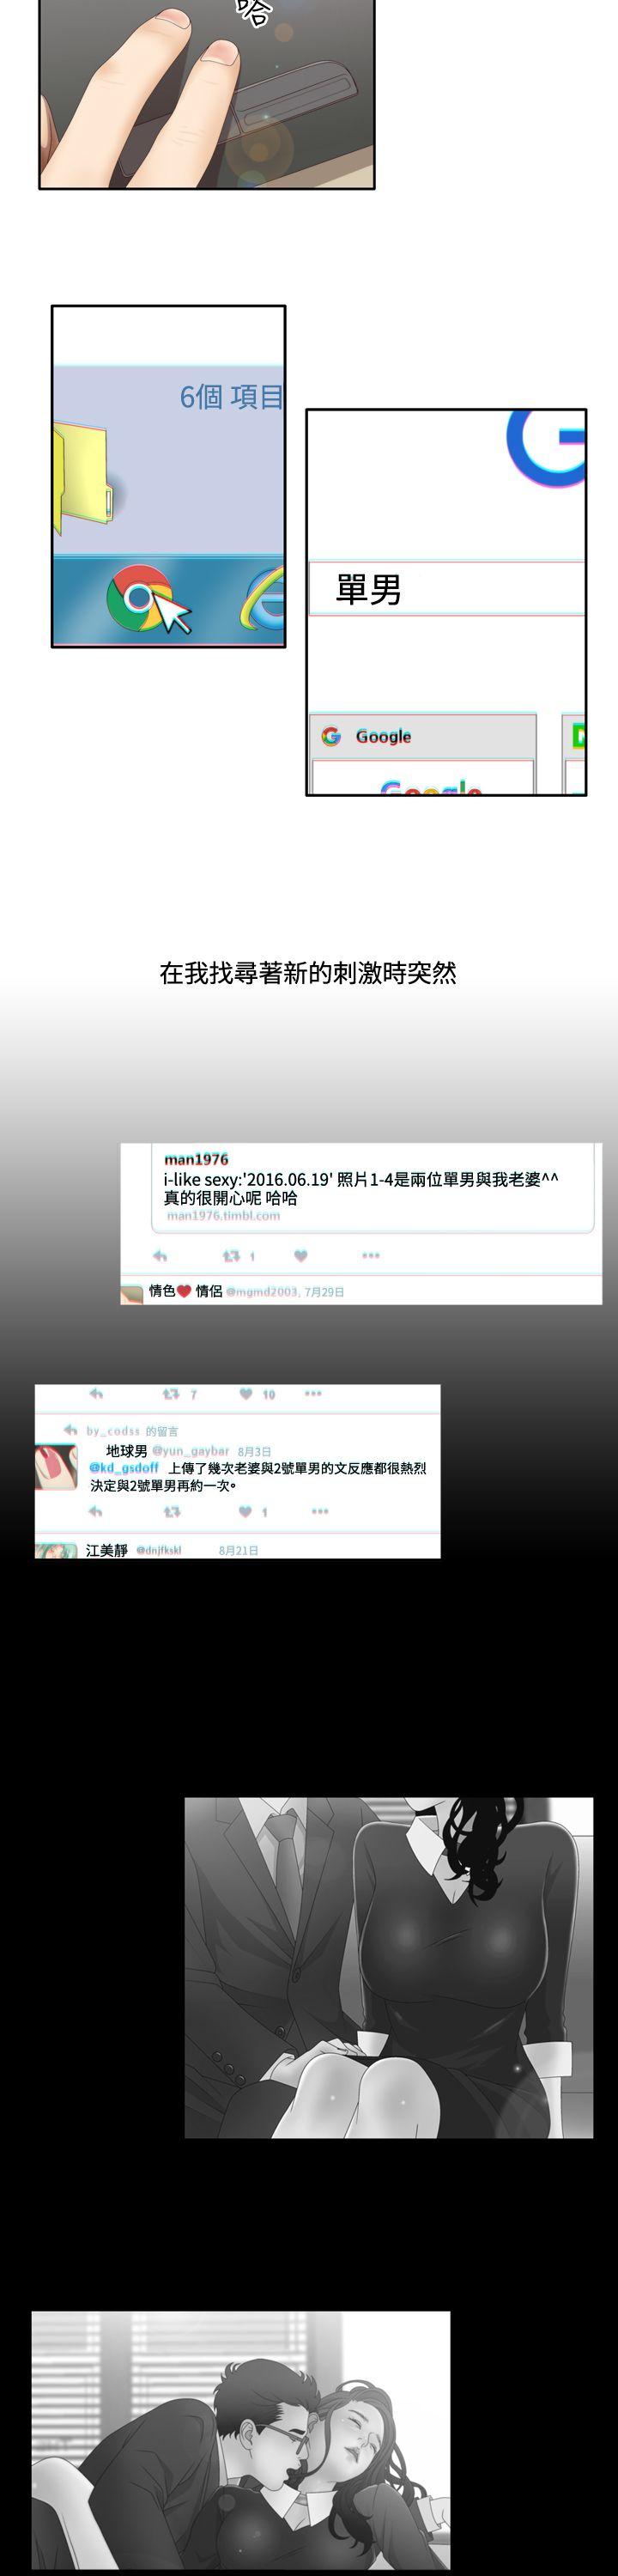 哈
6個 項目
單男
Google
Google
在我找尋著新的刺激時突然
man1976
i-like sexy:'2016.06.19' 照片1-4是兩位單男與我老婆^^
真的很開心呢 哈哈
man1976.timbl.com
1
情色❤ 情侶 @mgmd2003, 7月29日
7 10
by_codss 的留言
地球男 @yun_gaybar 8月3日
@kd_gsdoff 上傳了幾次老婆與2號單男的文反應都很熱烈
決定與2號單男再約一次。
1
江美靜 @dnjfkskl 8月21日